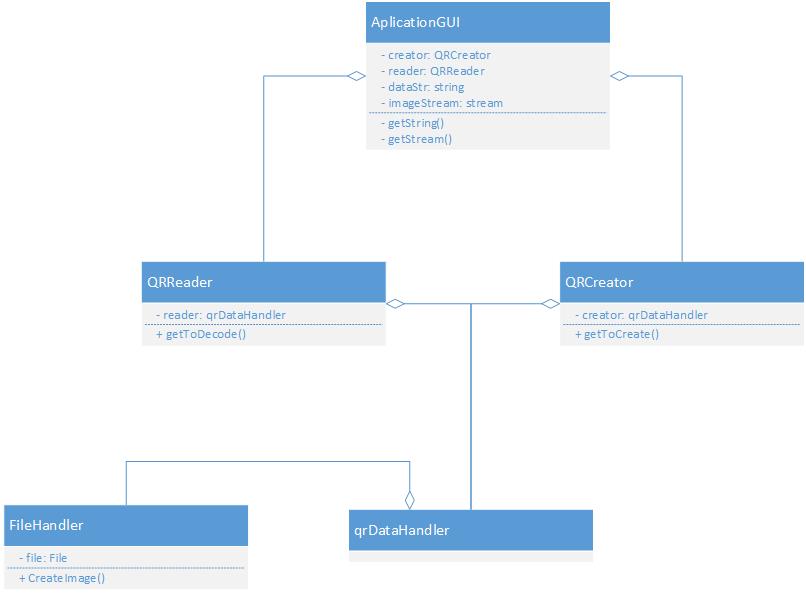 AplicationGUI
- creator: QRCreator
- reader: QRReader
- dataStr: string
- imageStream: stream
- getString()
- getStream()
QRReader
- reader: qrDataHandler
+ getToDecode()
QRCreator
- creator: qrDataHandler
+ getToCreate()
FileHandler
- file: File
+ CreateImage()
qrDataHandler